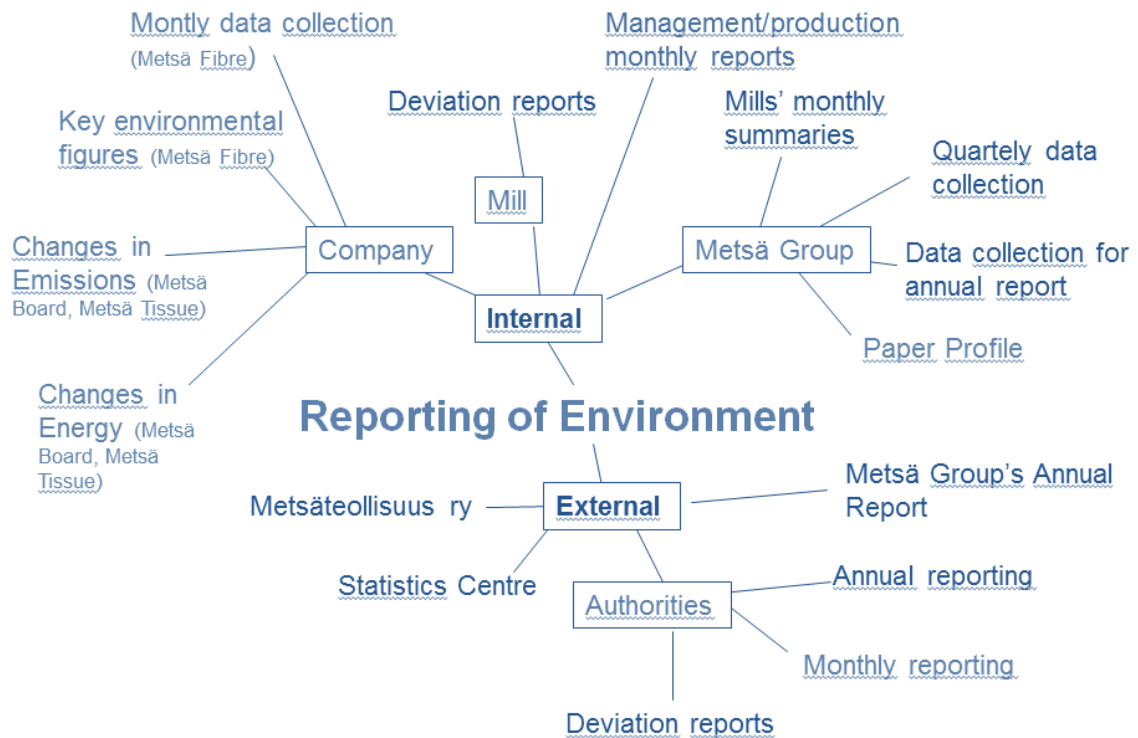 Montly data collection
(Metsä Fibre)
Management/production
monthly reports
Deviation reports
Mills' monthly
summaries
Key environmental
figures (Metsä Fibre)
Quartely data
collection
Mill
Changes in
Emissions (Metsä
Board, Metsä Tissue)
Company
Metsä Group
Data collection for
annual report
Internal
Paper Profile
Changes in
Energy (Metsä
Board, Metsä
Tissue)
Reporting of Environment
Metsäteollisuus ry
External
Metsä Group's Annual
Report
Statistics Centre
Authorities
Annual reporting
Monthly reporting
Deviation reports